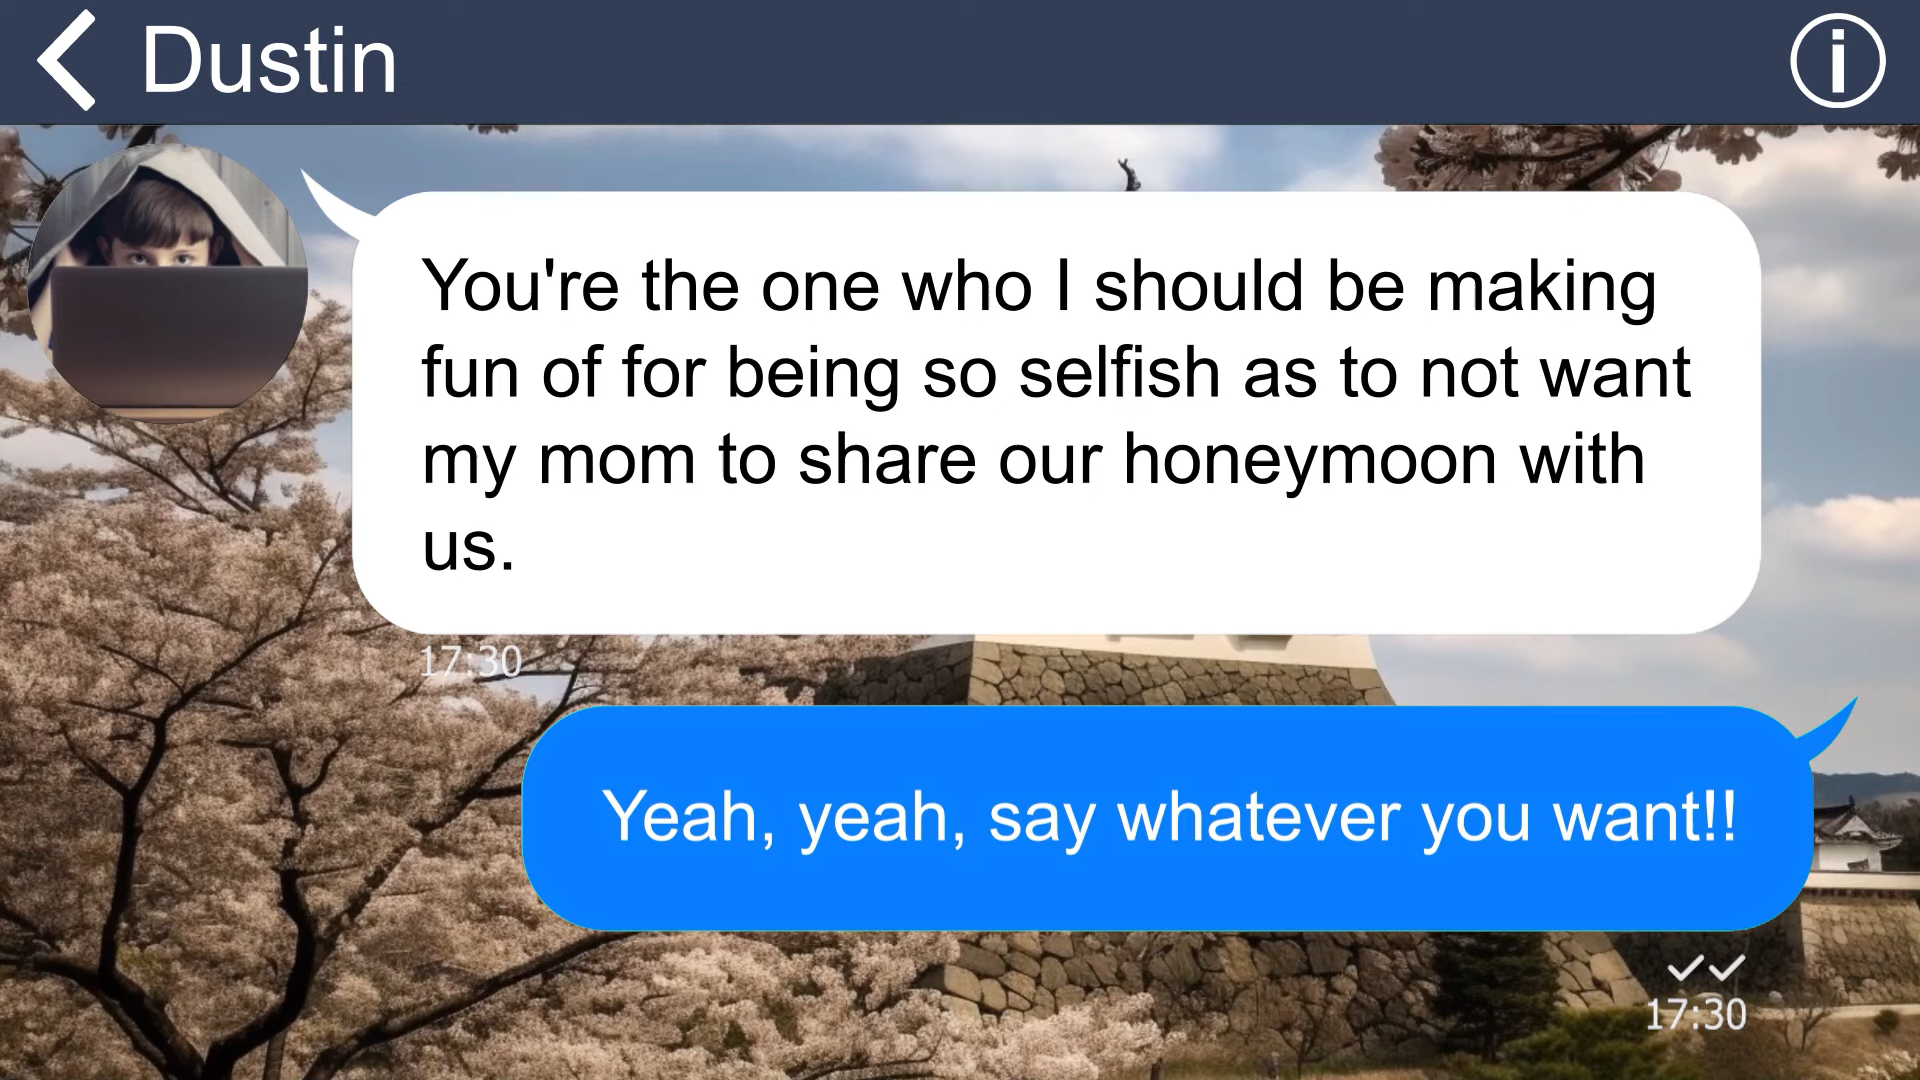 Dustin
You're the one who I should be making
fun of for being so selfish as to not want
my mom to share our honeymoon with
us.
17:30
Yeah, yeah, say whatever you want!!
17:30